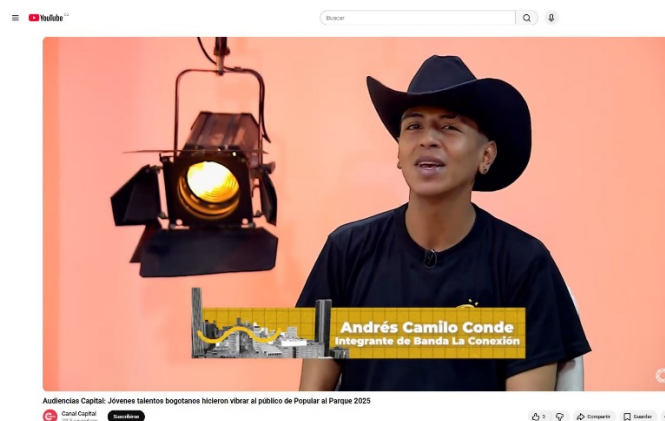 YouTube
Buscar
Andrés Camilo Conde
Integrante de Banda La Conexión
Audiencias Capital: Jóvenes talentos bogotanos hicieron vibrar al público de Popular al Parque 2025
Canal Capital
Suscribirse
Compartir
Guardar